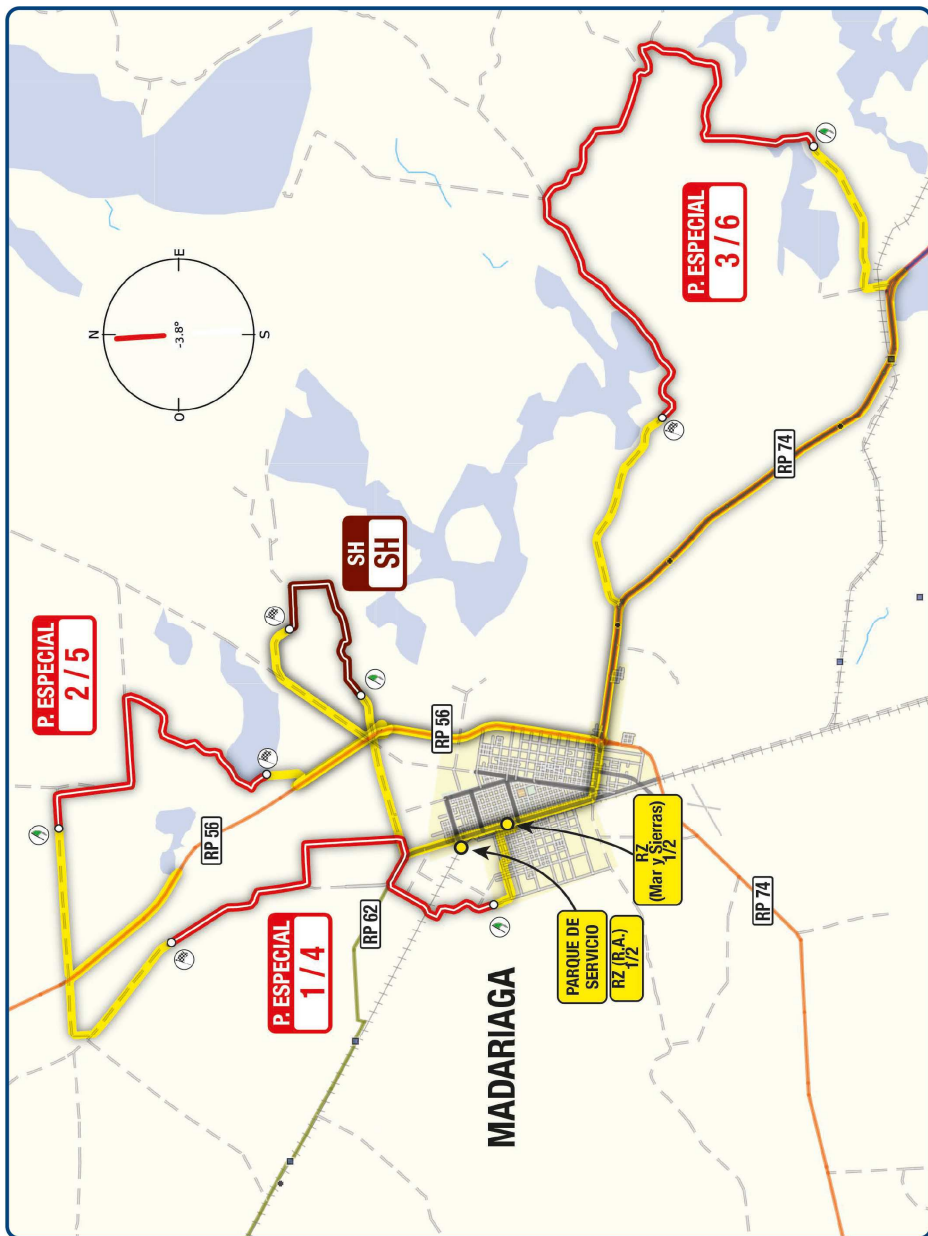 N
E
S
O
-3.8°
P. ESPECIAL
3 / 6
RP 74
SH
SH
P. ESPECIAL
2 / 5
RP 56
RP 56
P. ESPECIAL
1 / 4
RP 62
MADARIAGA
PARQUE DE
SERVICIO
RZ (R.A.)
1/2
RZ
(Mar y Sierras)
1/2
RP 74